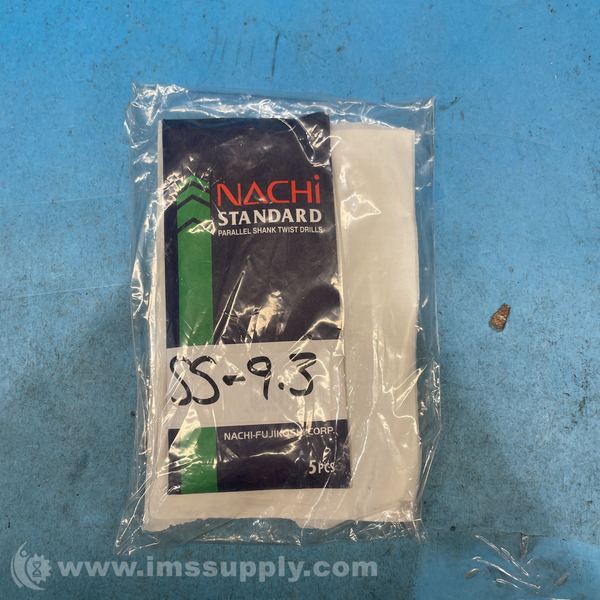 NACHi
STANDARD
PARALLEL SHANK TWIST DRILLS
SS-9.3
NACHI-FUJIKOSHI CORP.
5PCS
www.imssupply.com